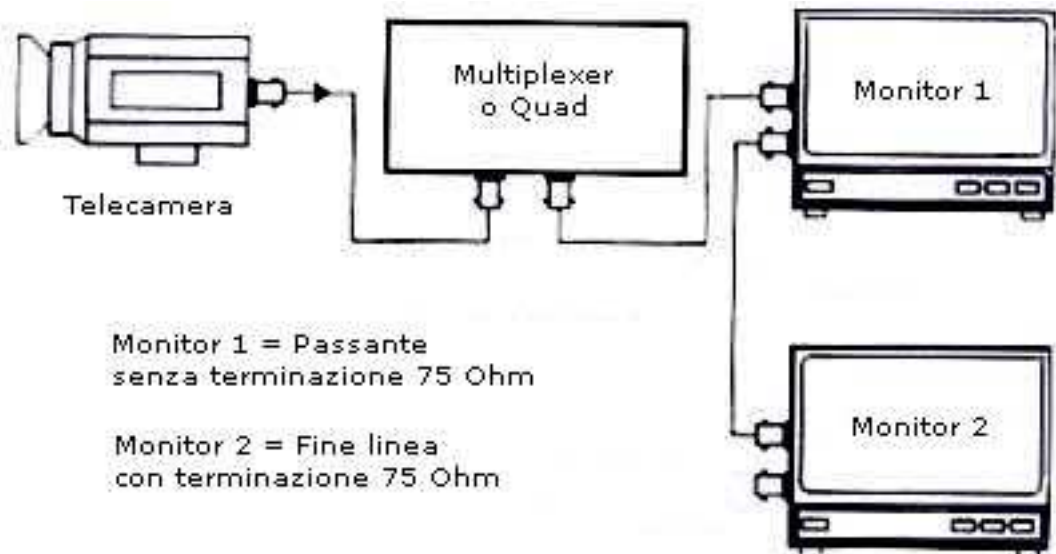 Multiplexer
o Quad
Monitor 1
Telecamera
Monitor 1 = Passante
senza terminazione 75 Ohm
Monitor 2 = Fine linea
con terminazione 75 Ohm
Monitor 2